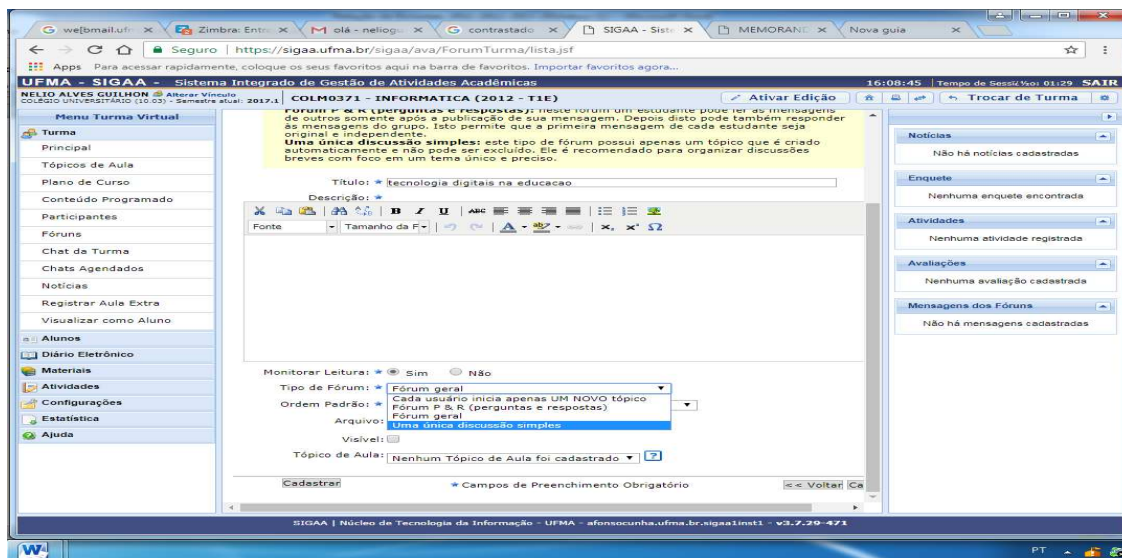 we[bmail.ufr
Zimbra: Entr
olá - neliogu
contrastado
SIGAA - Siste
MEMORAND
Nova guia
Seguro | https://sigaa.ufma.br/sigaa/ava/ForumTurma/lista.jsf
Apps Para acessar rapidamente, coloque os seus favoritos aqui na barra de favoritos. Importar favoritos agora...
UFMA - SIGAA - Sistema Integrado de Gestão de Atividades Acadêmicas
16:08:45 Tempo de Sessï¿½o: 01:29 SAIR
NELIO ALVES GUILHON Alterar Vínculo
COLÉGIO UNIVERSITÁRIO (10.03) - Semestre atual: 2017.1
COLM0371 - INFORMATICA (2012 - T1E)
Ativar Edição
Trocar de Turma
Menu Turma Virtual
Turma
Principal
Tópicos de Aula
Plano de Curso
Conteúdo Programado
Participantes
Fóruns
Chat da Turma
Chats Agendados
Notícias
Registrar Aula Extra
Visualizar como Aluno
Alunos
Diário Eletrônico
Materiais
Atividades
Configurações
Estatística
Ajuda
Fórum P & R (perguntas e respostas): neste fórum um estudante pode ler as mensagens
de outros somente após a publicação de sua mensagem. Depois disto pode também responder
às mensagens do grupo. Isto permite que a primeira mensagem de cada estudante seja
original e independente.
Uma única discussão simples: este tipo de fórum possui apenas um tópico que é criado
automaticamente e não pode ser excluído. Ele é recomendado para organizar discussões
breves com foco em um tema único e preciso.
Título: * tecnologia digitais na educacao
Descrição: *
B I U ABC
Fonte Tamanho da F A ab x₂ x² Ω
Monitorar Leitura: * Sim Não
Tipo de Fórum: * Fórum geral
Cada usuário inicia apenas UM NOVO tópico
Fórum P & R (perguntas e respostas)
Fórum geral
Uma única discussão simples
Ordem Padrão: *
Arquivo:
Visível:
Tópico de Aula: Nenhum Tópico de Aula foi cadastrado ?
Cadastrar
* Campos de Preenchimento Obrigatório
<< Voltar Ca
Notícias
Não há notícias cadastradas
Enquete
Nenhuma enquete encontrada
Atividades
Nenhuma atividade registrada
Avaliações
Nenhuma avaliação cadastrada
Mensagens dos Fóruns
Não há mensagens cadastradas
SIGAA | Núcleo de Tecnologia da Informação - UFMA - afonsocunha.ufma.br.sigaa1inst1 - v3.7.29-471
W
PT